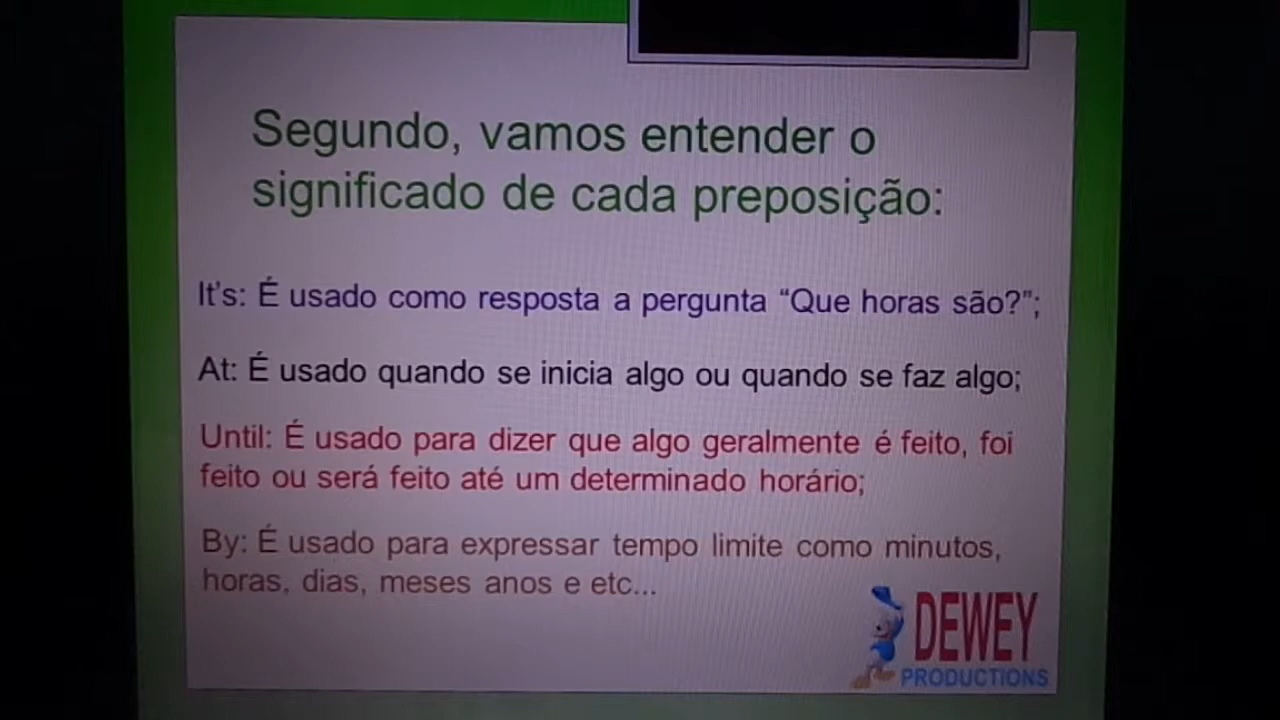 Segundo, vamos entender o
significado de cada preposição:
It's: É usado como resposta a pergunta “Que horas são?”;
At: É usado quando se inicia algo ou quando se faz algo;
Until: É usado para dizer que algo geralmente é feito, foi
feito ou será feito até um determinado horário;
By: É usado para expressar tempo limite como minutos,
horas, dias, meses anos e etc...
DEWEY
PRODUCTIONS